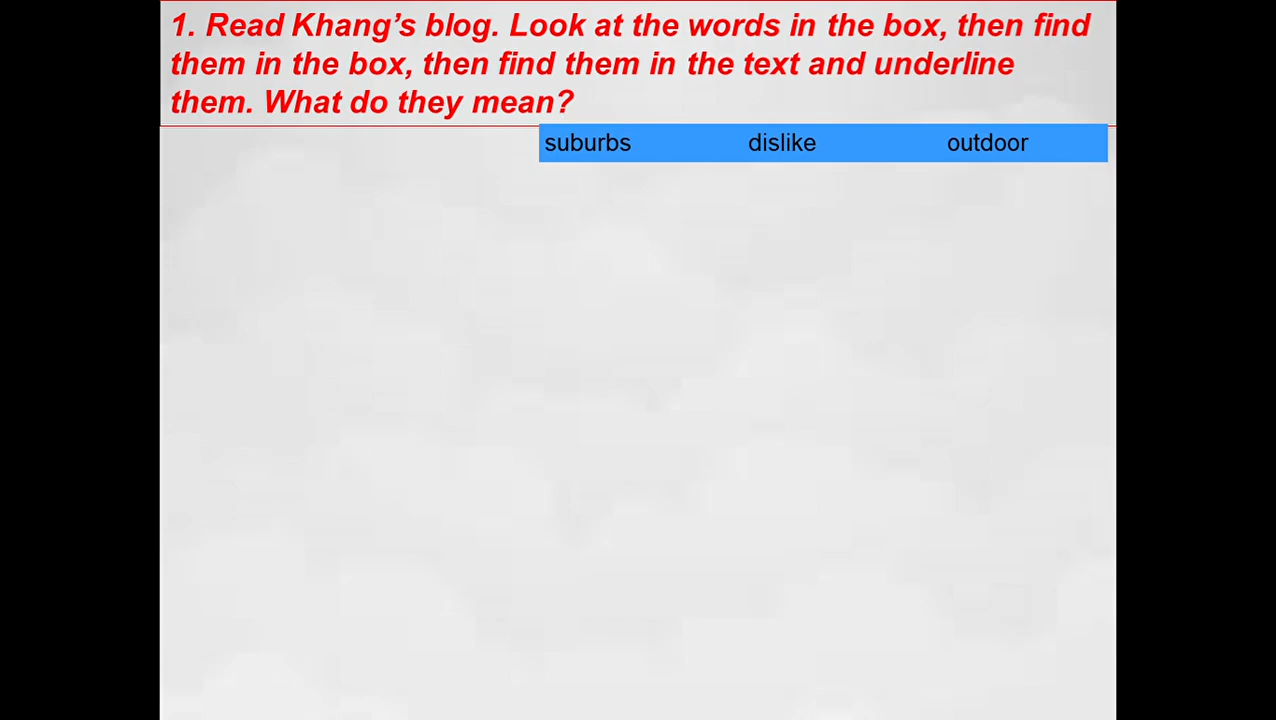 1. Read Khang’s blog. Look at the words in the box, then find
them in the box, then find them in the text and underline
them. What do they mean?
suburbs dislike outdoor